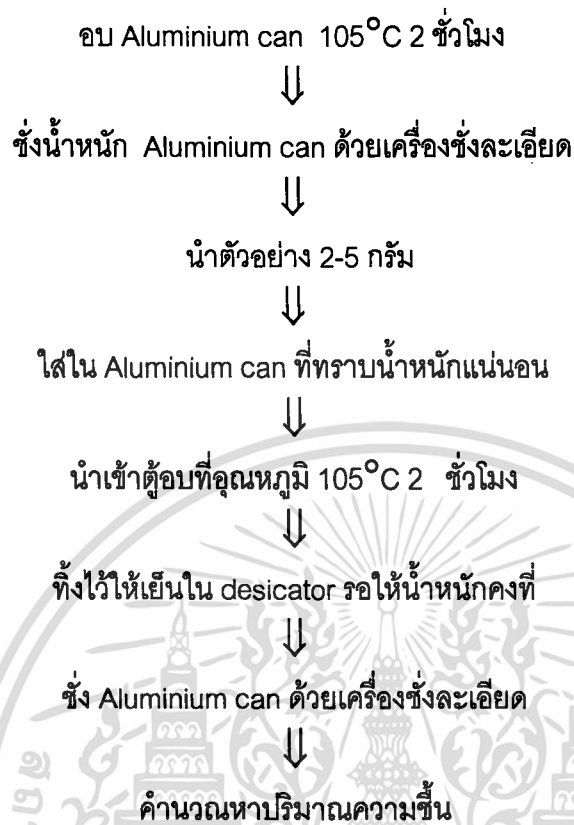 อบ Aluminium can 105°C 2 ชั่วโมง
⇓
ชั่งน้ำหนัก Aluminium can ด้วยเครื่องชั่งละเอียด
⇓
นำตัวอย่าง 2-5 กรัม
⇓
ใส่ใน Aluminium can ที่ทราบน้ำหนักแน่นอน
⇓
นำเข้าตู้อบที่อุณหภูมิ 105°C 2 ชั่วโมง
⇓
ทิ้งไว้ให้เย็นใน desicator รอให้น้ำหนักคงที่
⇓
ชั่ง Aluminium can ด้วยเครื่องชั่งละเอียด
⇓
คำนวณหาปริมาณความชื้น